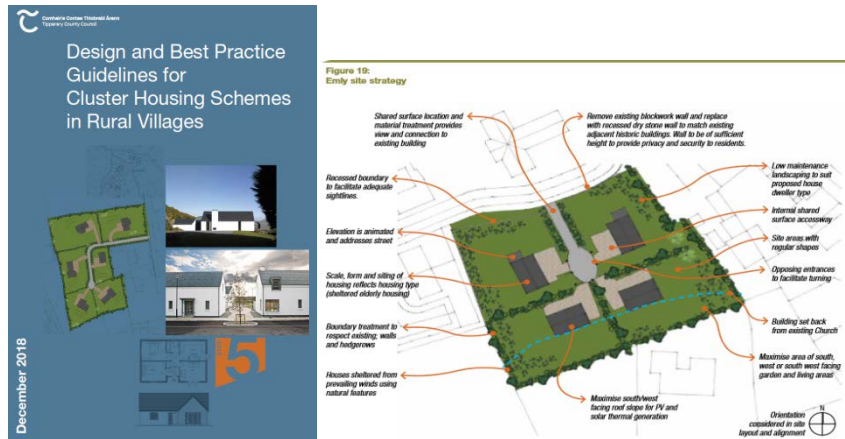 Comhairle Contae Thiobraid Árann
Tipperary County Council
Design and Best Practice
Guidelines for
Cluster Housing Schemes
in Rural Villages
5
December 2018
Figure 19:
Emly site strategy
Shared surface location and
material treatment provides
view and connection to
existing building
Remove existing blockwork wall and replace
with recessed dry stone wall to match existing
adjacent historic buildings. Wall to be of sufficient
height to provide privacy and security to residents.
Recessed boundary
to facilitate adequate
sightlines.
Elevation is animated
and addresses street
Scale, form and siting of
housing reflects housing type
(sheltered elderly housing)
Boundary treatment to
respect existing; walls
and hedgerows
Houses sheltered from
prevailing winds using
natural features
Low maintenance
landscaping to suit
proposed house
dweller type
Internal shared
surface accessway
Site areas with
regular shapes
Opposing entrances
to facilitate turning
Building set back
from existing Church
Maximise area of south,
west or south west facing
garden and living areas
Maximise south/west
facing roof slope for PV and
solar thermal generation
N
Orientation
considered in site
layout and alignment